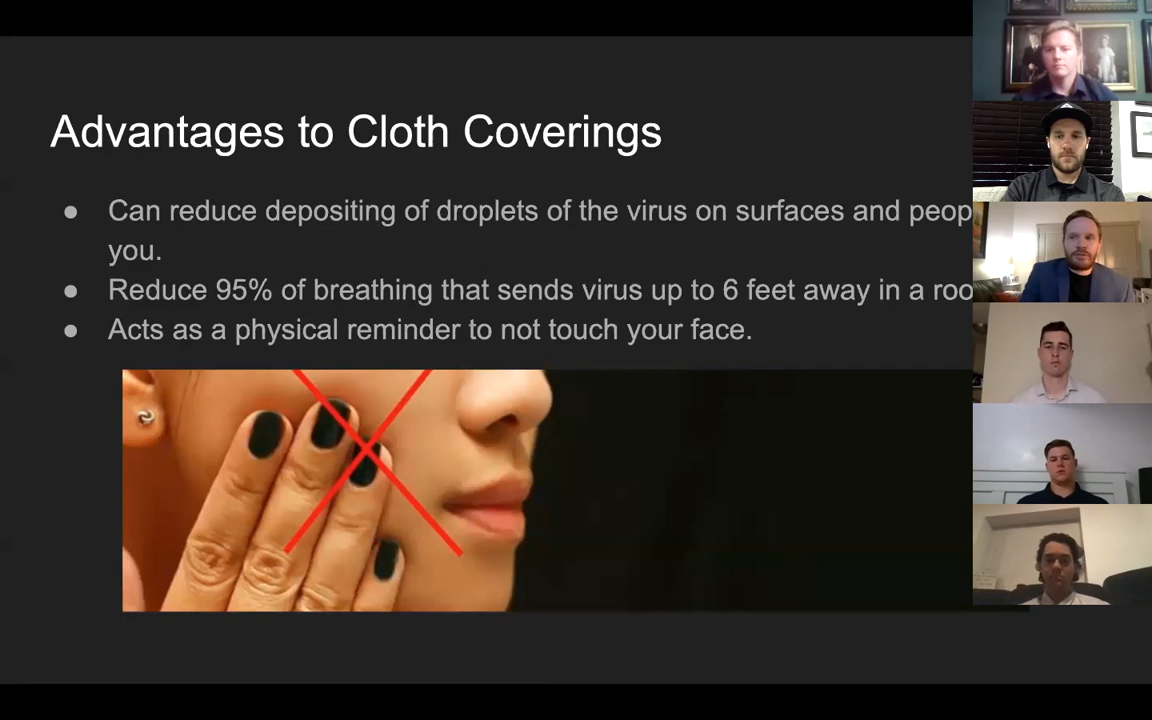 Advantages to Cloth Coverings
● Can reduce depositing of droplets of the virus on surfaces and
you.
● Reduce 95% of breathing that sends virus up to 6 feet away in a
● Acts as a physical reminder to not touch your face.